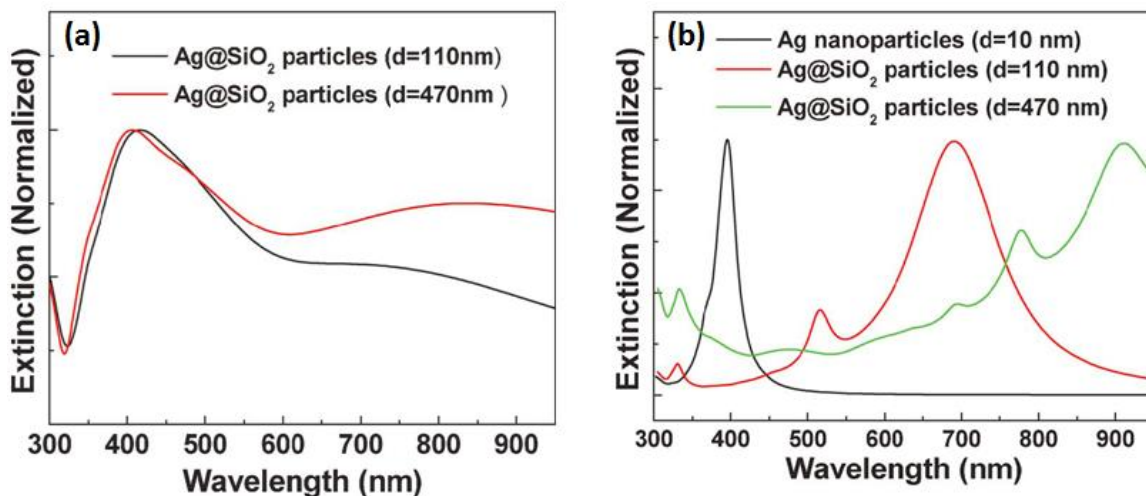 (a)
Ag@SiO₂ particles (d=110nm)
Ag@SiO₂ particles (d=470nm )
Extinction (Normalized)
300 400 500 600 700 800 900
Wavelength (nm)
(b)
Ag nanoparticles (d=10 nm)
Ag@SiO₂ particles (d=110 nm)
Ag@SiO₂ particles (d=470 nm)
Extinction (Normalized)
300 400 500 600 700 800 900
Wavelength (nm)